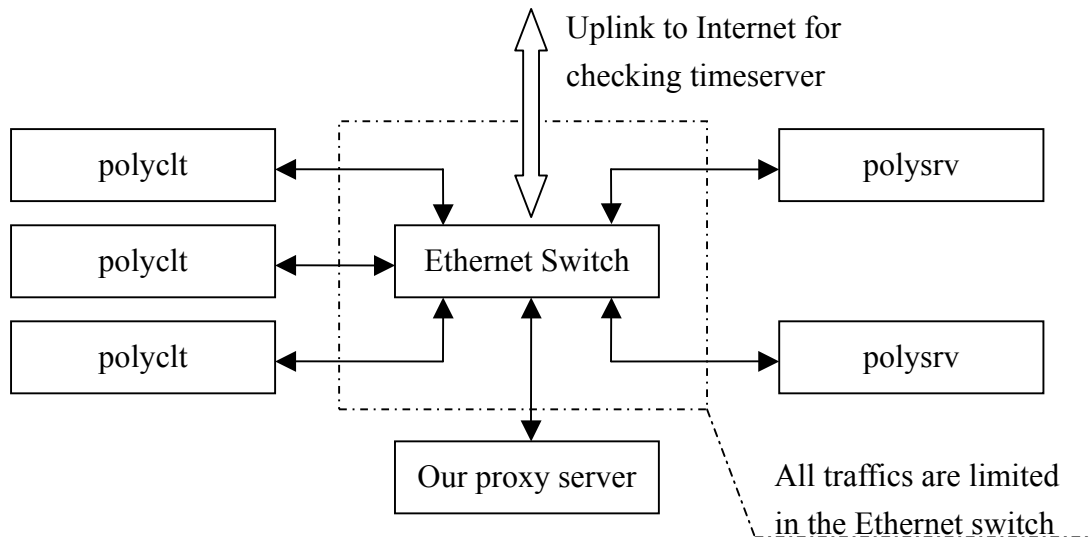 Uplink to Internet for
checking timeserver
polyclt
polysrv
polyclt
Ethernet Switch
polyclt
polysrv
Our proxy server
All traffics are limited
in the Ethernet switch